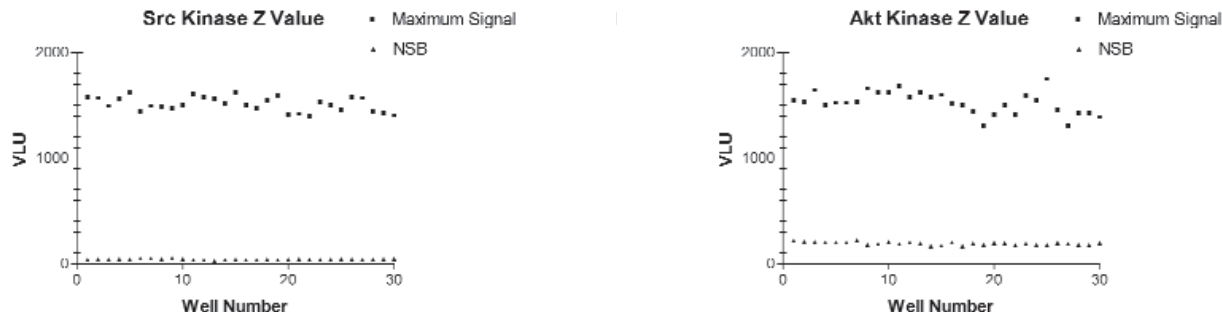 Src Kinase Z Value
Maximum Signal
NSB
2000
1000
0
VLU
0
10
20
30
Well Number
Akt Kinase Z Value
Maximum Signal
NSB
2000
1000
0
VLU
0
10
20
30
Well Number